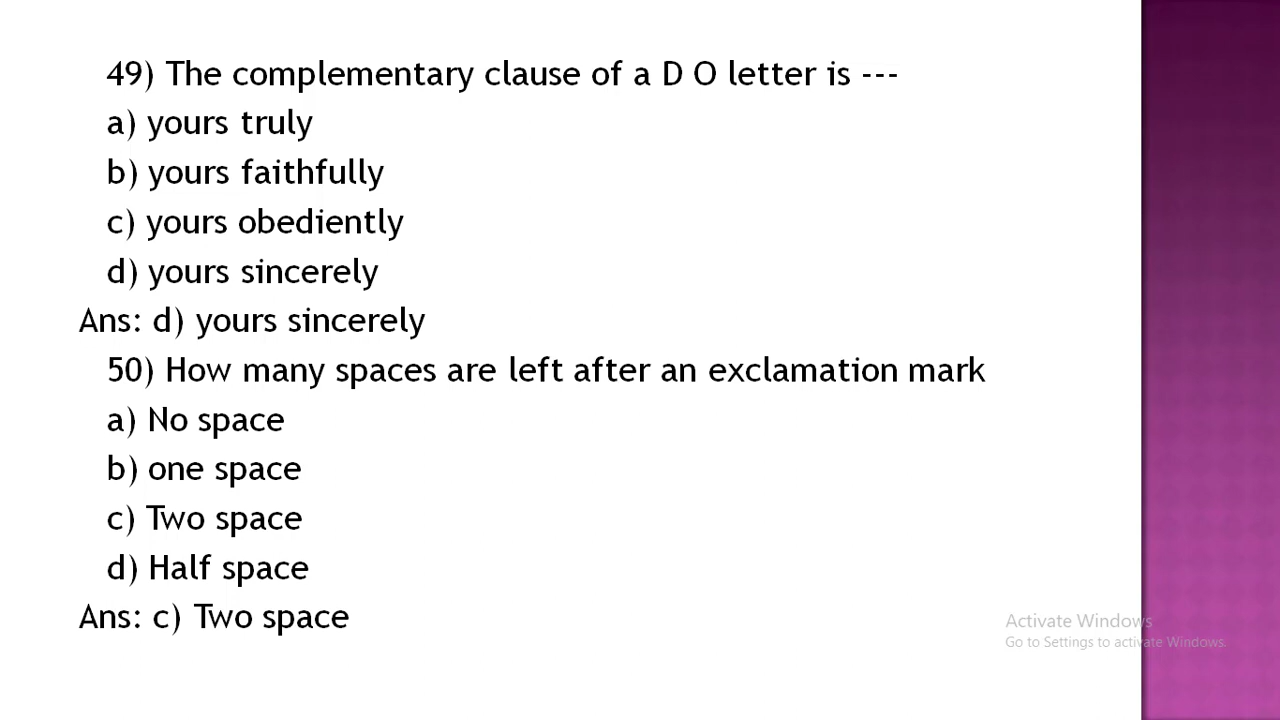 49) The complementary clause of a D O letter is ---
a) yours truly
b) yours faithfully
c) yours obediently
d) yours sincerely
Ans: d) yours sincerely
50) How many spaces are left after an exclamation mark
a) No space
b) one space
c) Two space
d) Half space
Ans: c) Two space
Activate Windows
Go to Settings to activate Windows.